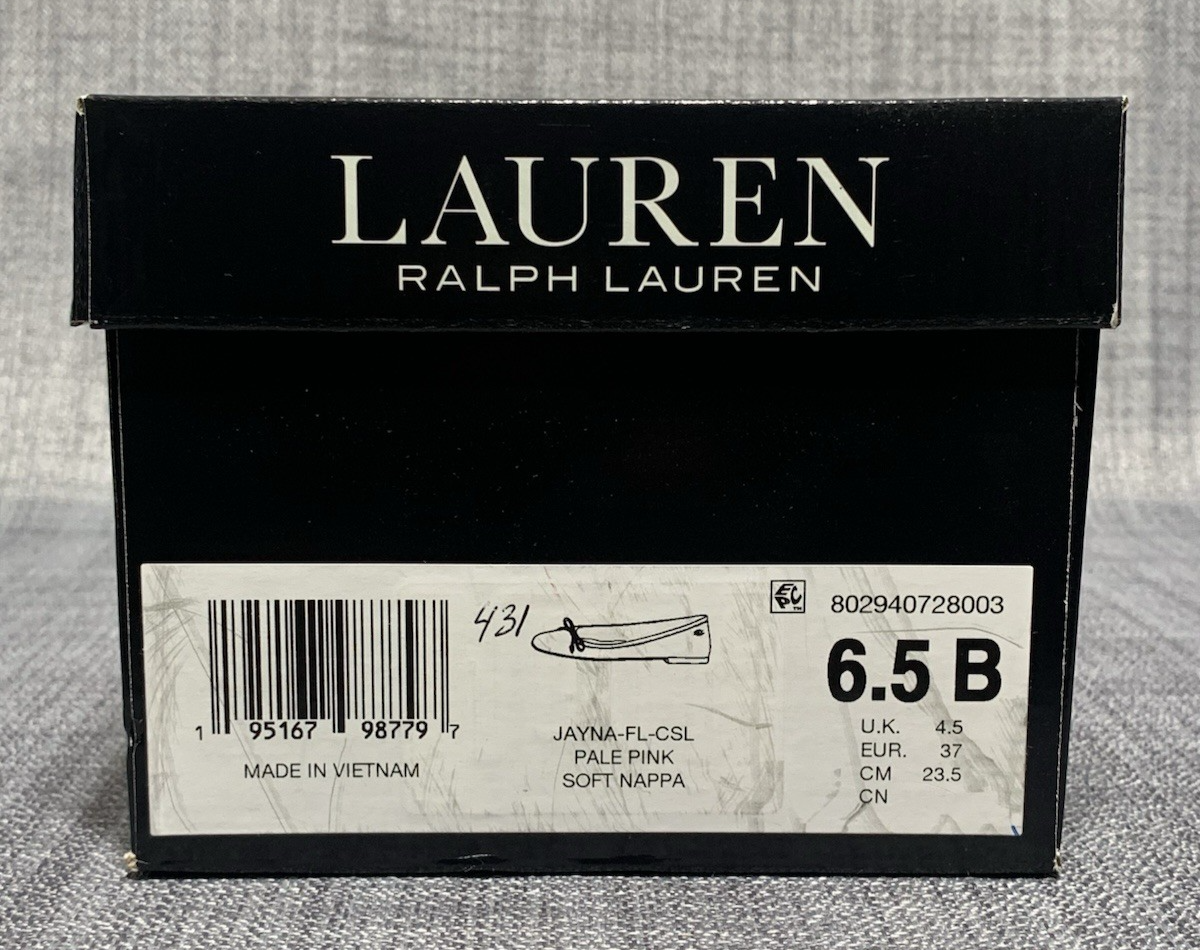 LAUREN
RALPH LAUREN
431
ECP™
802940728003
6.5 B
U.K. 4.5
EUR. 37
CM 23.5
CN
1 95167 98779 7
MADE IN VIETNAM
JAYNA-FL-CSL
PALE PINK
SOFT NAPPA